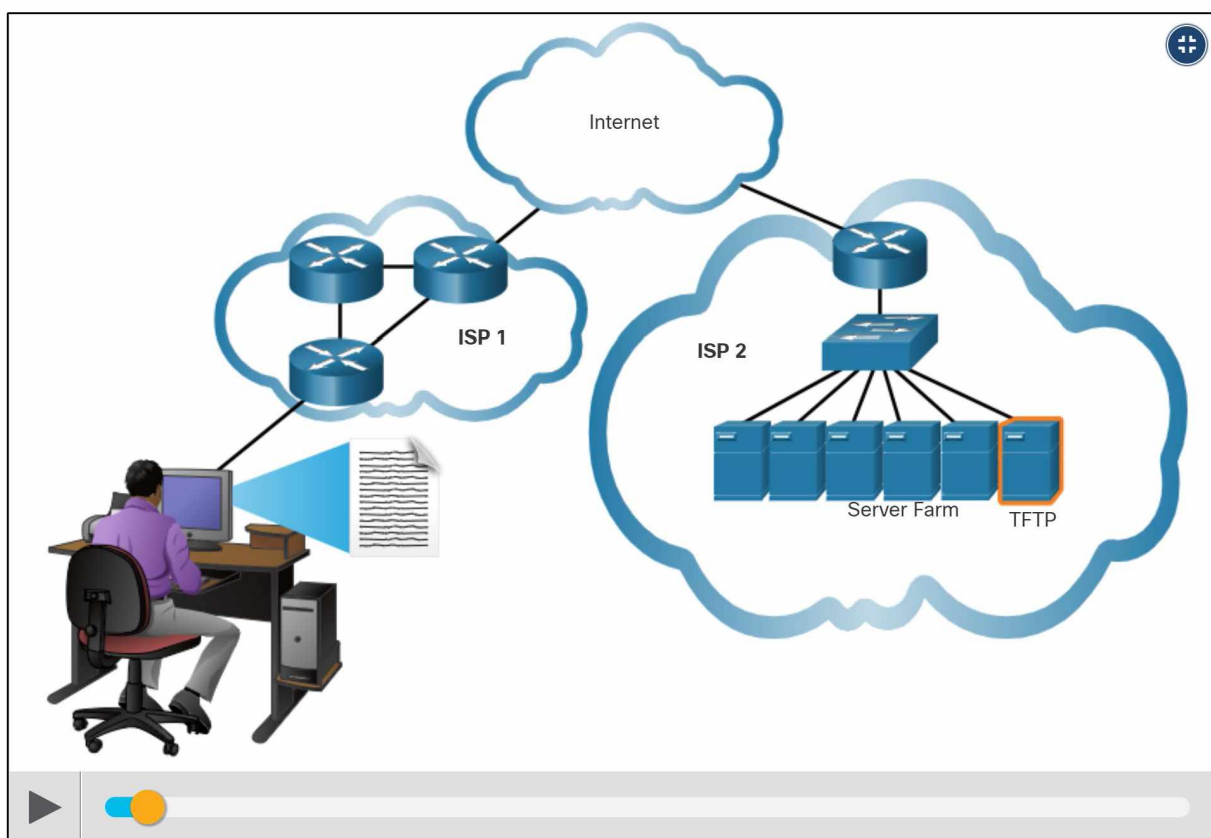 Internet
ISP 1
ISP 2
Server Farm
TFTP